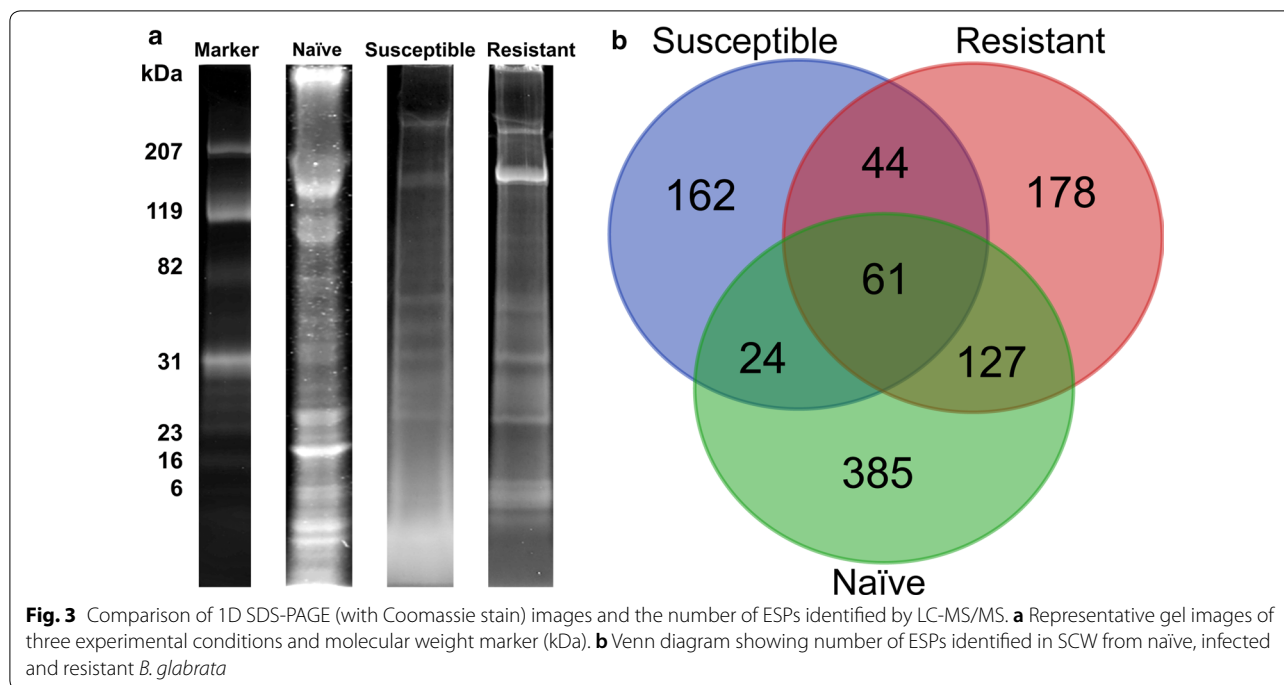 a
Marker Naïve Susceptible Resistant
kDa
207
119
82
31
23
16
6
b
Susceptible Resistant
44
162 178
61
24 127
385
Naïve
Fig. 3 Comparison of 1D SDS-PAGE (with Coomassie stain) images and the number of ESPs identified by LC-MS/MS. a Representative gel images of
three experimental conditions and molecular weight marker (kDa). b Venn diagram showing number of ESPs identified in SCW from naïve, infected
and resistant B. glabrata